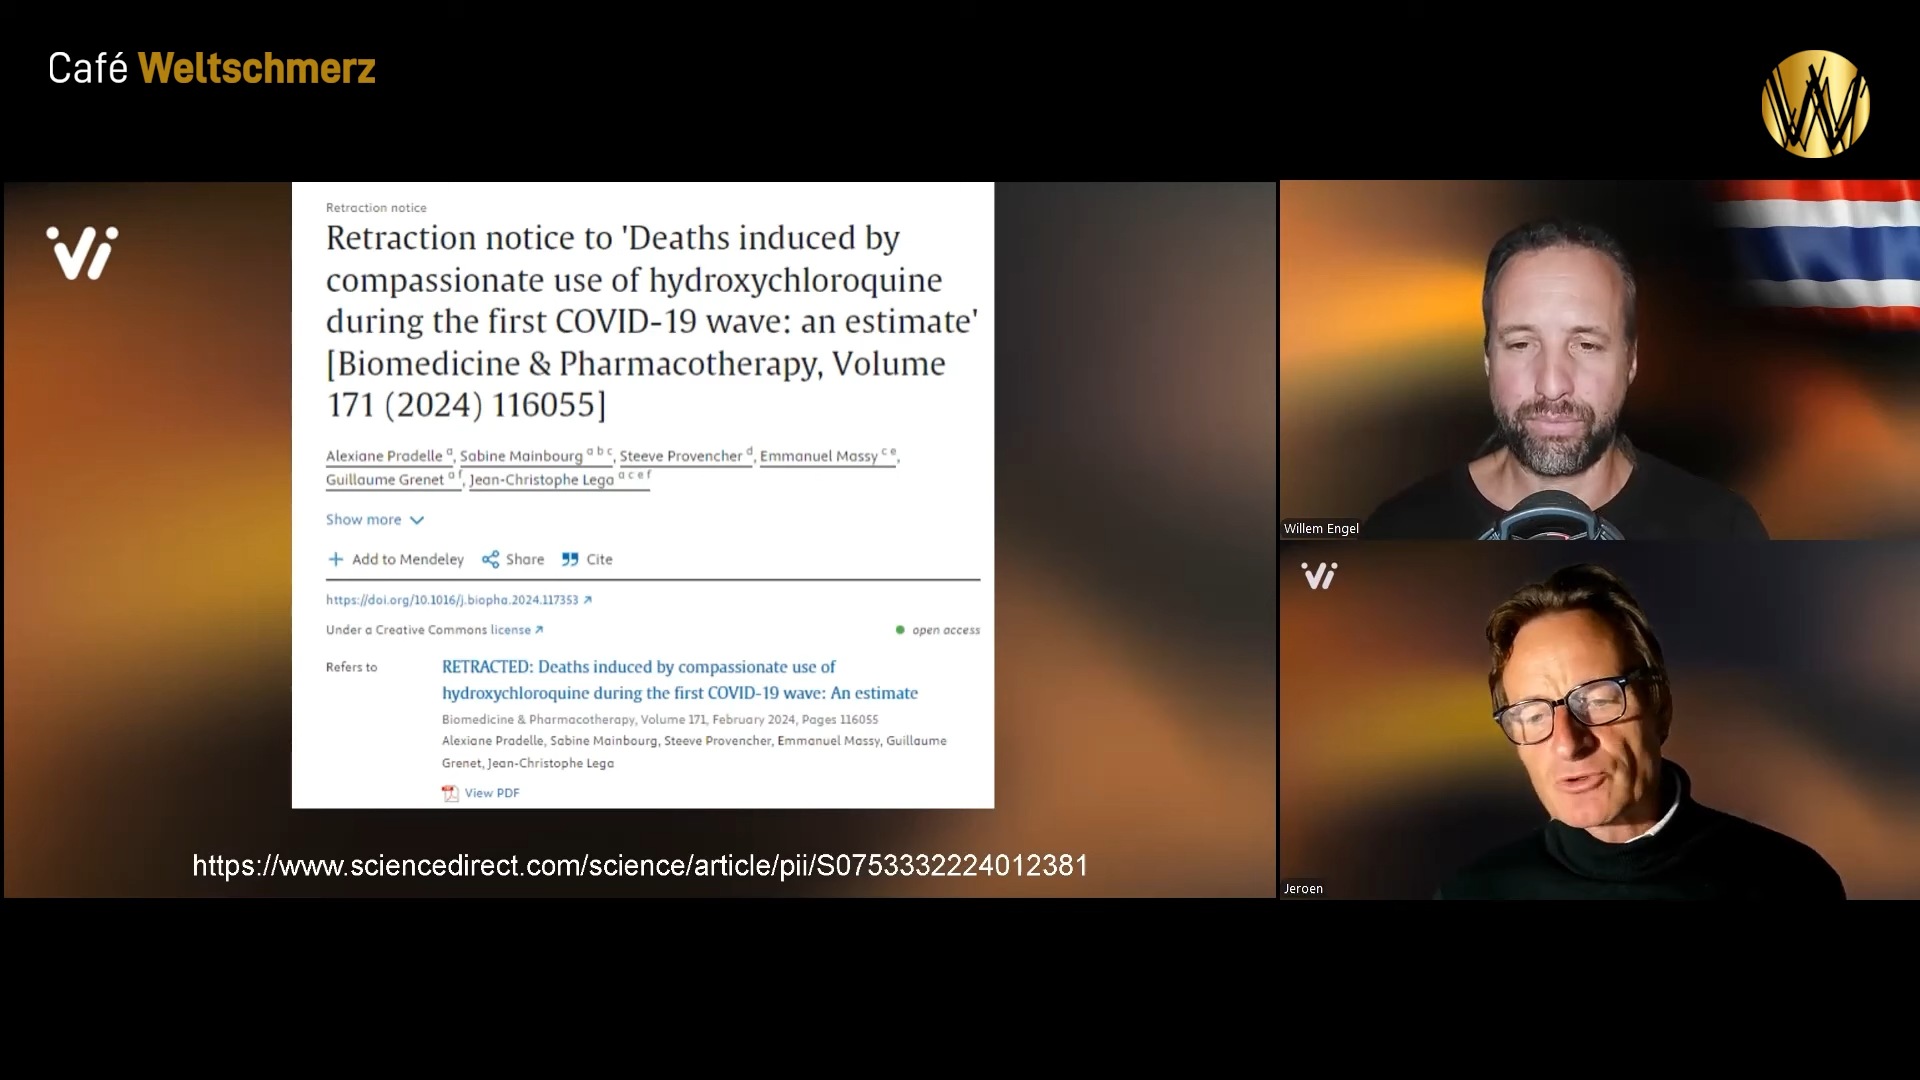 Café Weltschmerz
Retraction notice
Retraction notice to 'Deaths induced by
compassionate use of hydroxychloroquine
during the first COVID-19 wave: an estimate'
[Biomedicine & Pharmacotherapy, Volume
171 (2024) 116055]
Alexiane Pradelle a, Sabine Mainbourg a b c, Steeve Provencher d, Emmanuel Massy c e,
Guillaume Grenet a f, Jean-Christophe Lega a c e f
Show more
Add to Mendeley Share Cite
https://doi.org/10.1016/j.biopha.2024.117353
Under a Creative Commons license open access
Refers to RETRACTED: Deaths induced by compassionate use of
hydroxychloroquine during the first COVID-19 wave: An estimate
Biomedicine & Pharmacotherapy, Volume 171, February 2024, Pages 116055
Alexiane Pradelle, Sabine Mainbourg, Steeve Provencher, Emmanuel Massy, Guillaume
Grenet, Jean-Christophe Lega
View PDF
https://www.sciencedirect.com/science/article/pii/S0753332224012381
Willem Engel
Jeroen